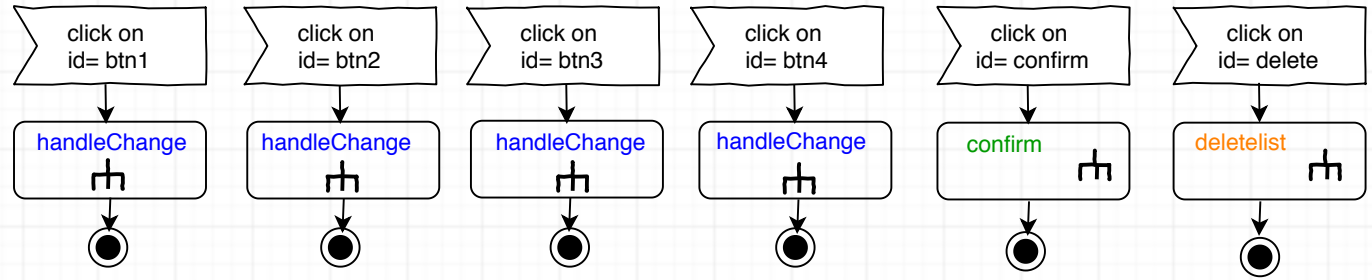 click on
id= btn1
click on
id= btn2
click on
id= btn3
click on
id= btn4
click on
id= confirm
click on
id= delete
handleChange
handleChange
handleChange
handleChange
confirm
deletelist